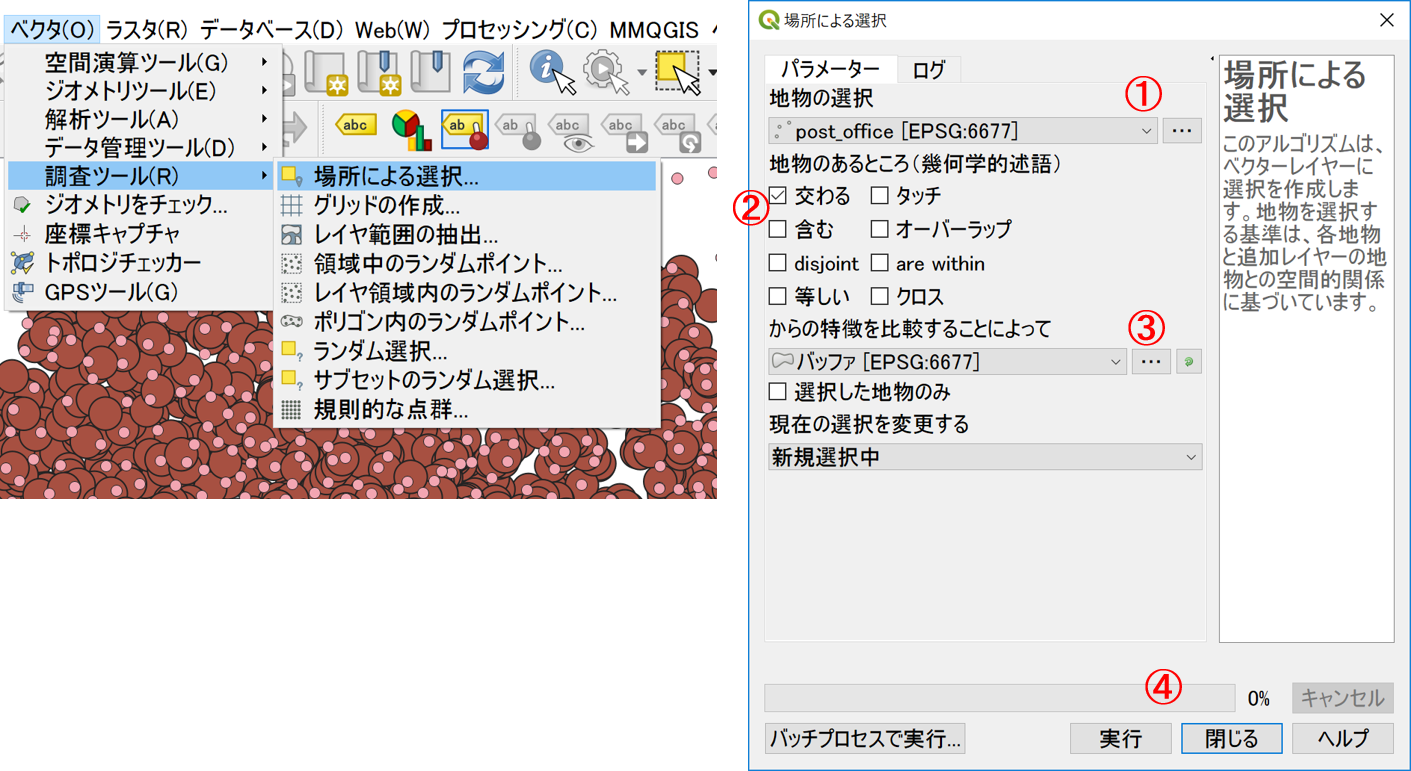 ベクタ(O) ラスタ(R) データベース(D) Web(W) プロセッシング(C) MMQGIS
空間演算ツール(G)
ジオメトリツール(E)
解析ツール(A)
データ管理ツール(D)
調査ツール(R)
ジオメトリをチェック...
座標キャプチャ
トポロジチェッカー
GPSツール(G)
abc
ab
ab
abc
abc
abc
場所による選択...
グリッドの作成...
レイヤ範囲の抽出...
領域中のランダムポイント...
レイヤ領域内のランダムポイント...
ポリゴン内のランダムポイント...
ランダム選択...
サブセットのランダム選択...
規則的な点群...
場所による選択
パラメーター ログ
地物の選択
①
post_office [EPSG:6677] ...
地物のあるところ（幾何学的述語）
②
交わる タッチ
含む オーバーラップ
disjoint are within
等しい クロス
からの特徴を比較することによって
③
バッファ [EPSG:6677] ...
選択した地物のみ
現在の選択を変更する
新規選択中
場所による
選択
このアルゴリズムは、
ベクターレイヤーに
選択を作成しま
す。地物を選択す
る基準は、各地物
と追加レイヤーの地
物との空間的関係
に基づいています。
④
0% キャンセル
バッチプロセスで実行... 実行 閉じる ヘルプ